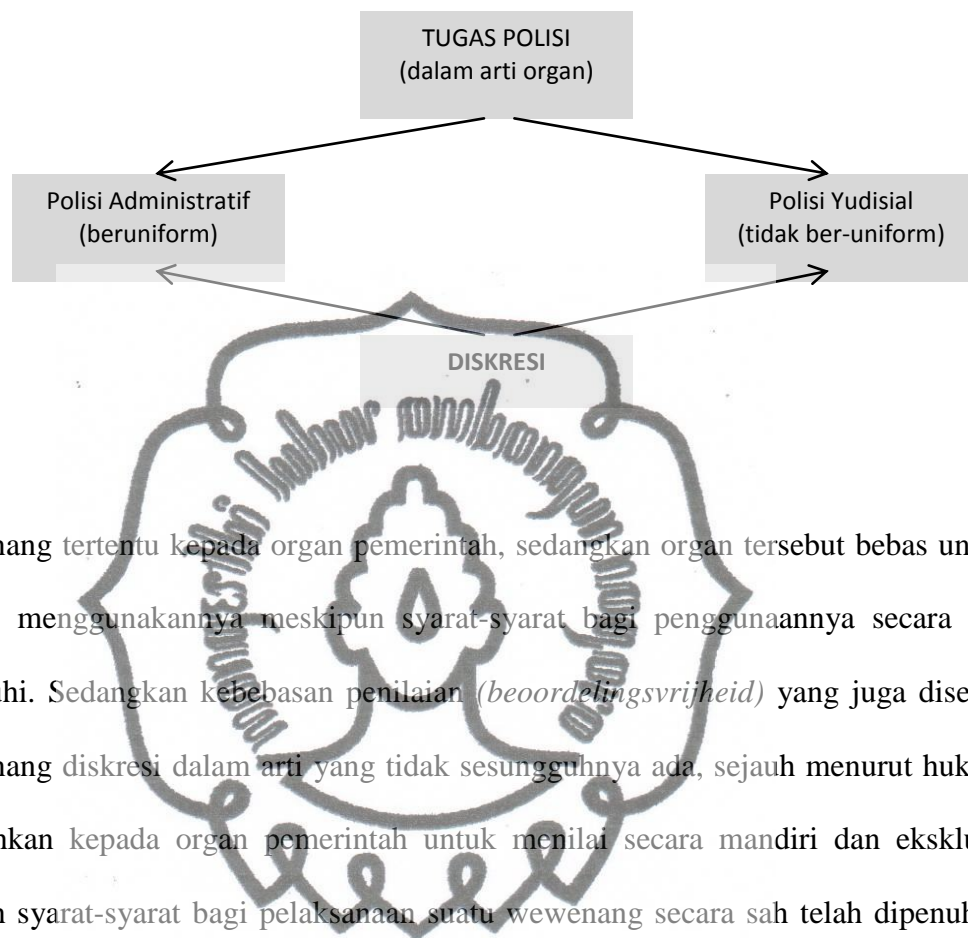 TUGAS POLISI
(dalam arti organ)
Polisi Administratif
(beruniform)
Polisi Yudisial
(tidak ber-uniform)
DISKRESI
nang tertentu kepada organ pemerintah, sedangkan organ tersebut bebas un
menggunakannya meskipun syarat-syarat bagi penggunaannya secara
uhi. Sedangkan kebebasan penilaian (beoordelingsvrijheid) yang juga dise
nang diskresi dalam arti yang tidak sesungguhnya ada, sejauh menurut huk
hkan kepada organ pemerintah untuk menilai secara mandiri dan eksklu
h syarat-syarat bagi pelaksanaan suatu wewenang secara sah telah dipenuh